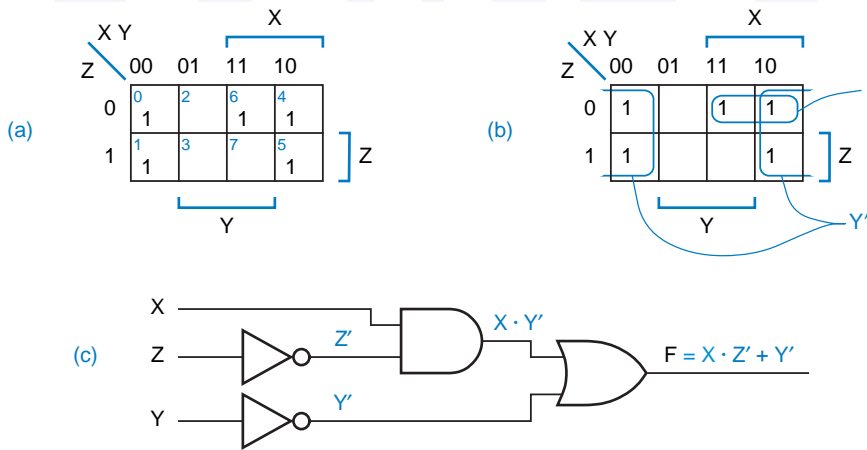 X
X Y
Z
00 01 11 10
0
0 2 6 4
1 1 1
(a)
1
1 3 7 5
1 1
Z
Y
X
X Y
Z
00 01 11 10
(b)
0
1 1 1
1
1 1
Z
Y
Y′
X
Z
Y
(c)
Z′
Y′
X · Y′
F = X · Z′ + Y′